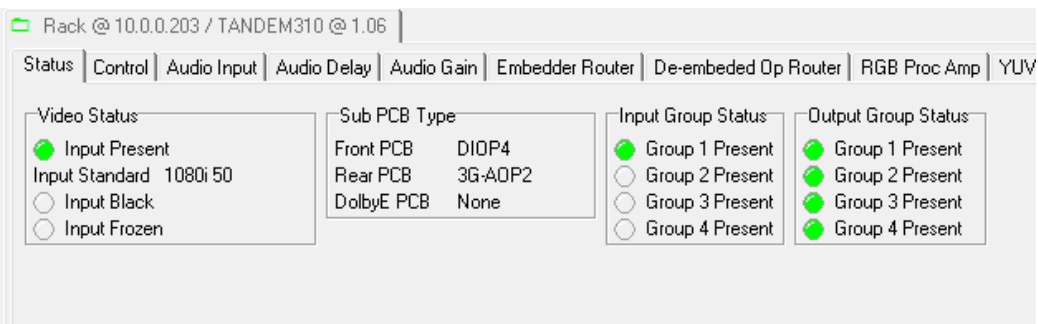 Rack @ 10.0.0.203 / TANDEM310 @ 1.06
Status Control Audio Input Audio Delay Audio Gain Embedder Router De-embeded Op Router RGB Proc Amp YUV
Video Status
Input Present
Input Standard 1080i 50
Input Black
Input Frozen
Sub PCB Type
Front PCB DIOP4
Rear PCB 3G-AOP2
DolbyE PCB None
Input Group Status
Group 1 Present
Group 2 Present
Group 3 Present
Group 4 Present
Output Group Status
Group 1 Present
Group 2 Present
Group 3 Present
Group 4 Present